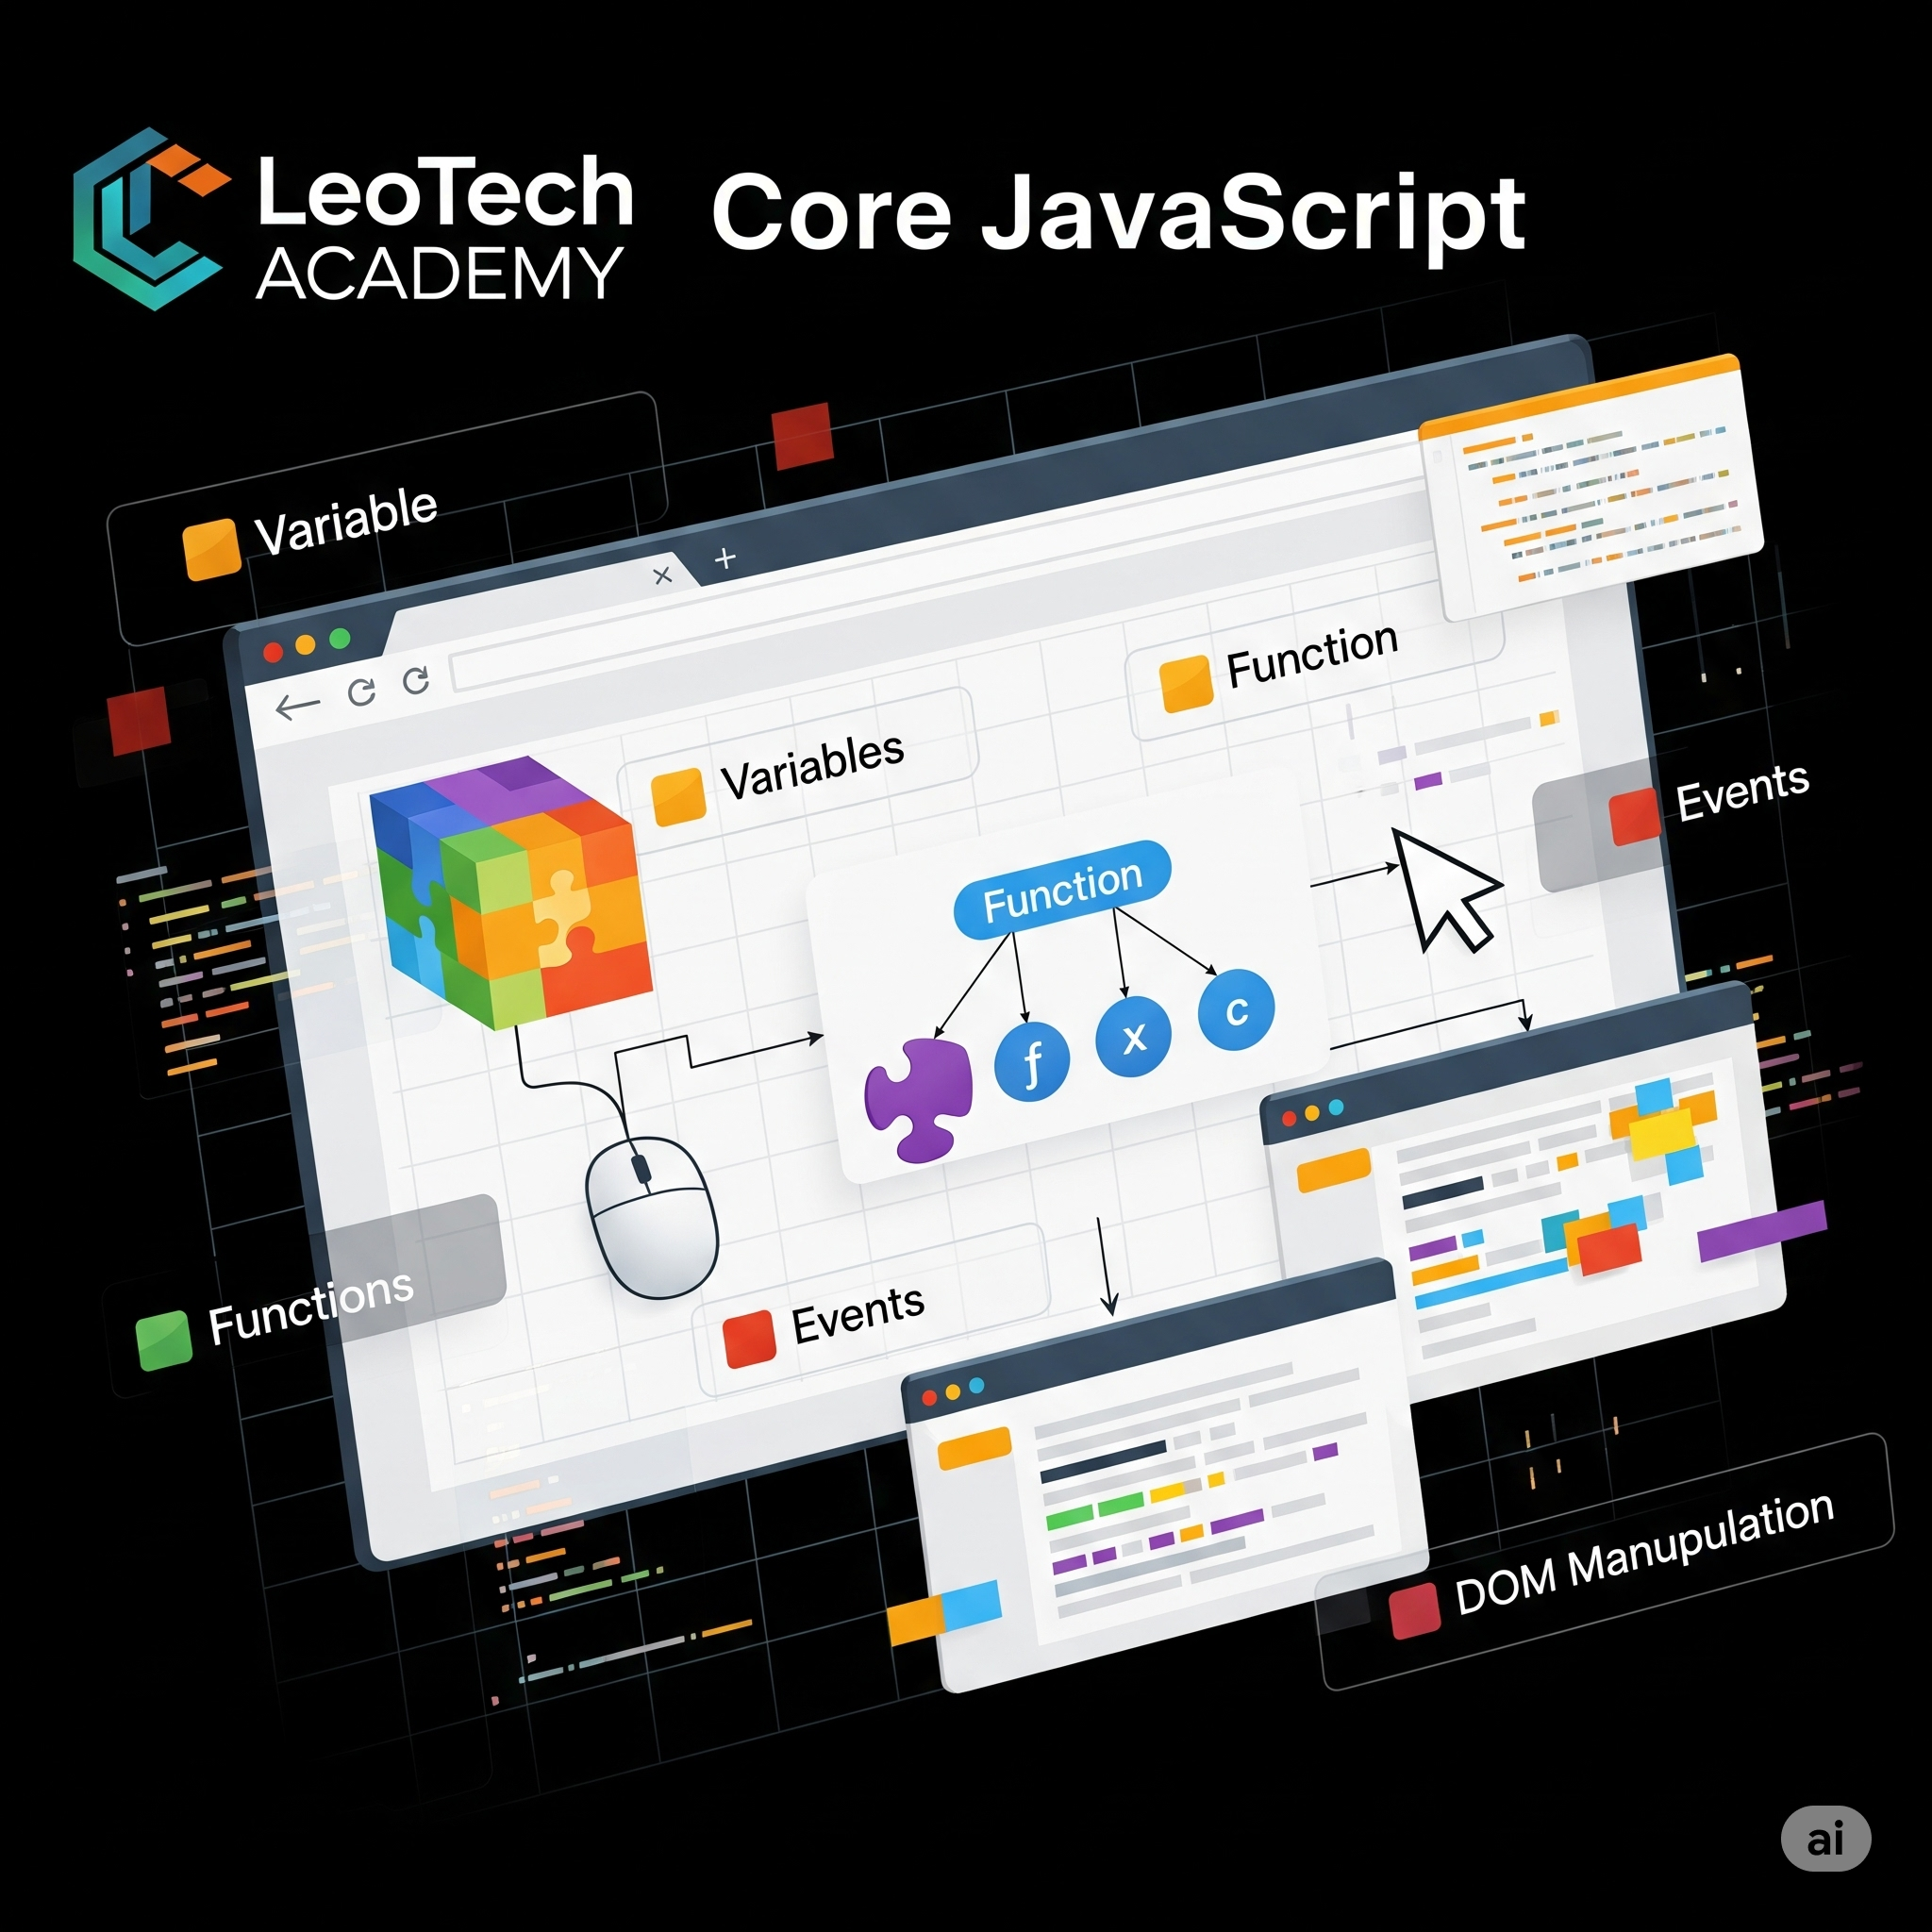 LeoTech
ACADEMY
Core JavaScript
Variable
Function
Variables
Events
Function
f
x
c
Functions
Events
DOM Manupulation
ai